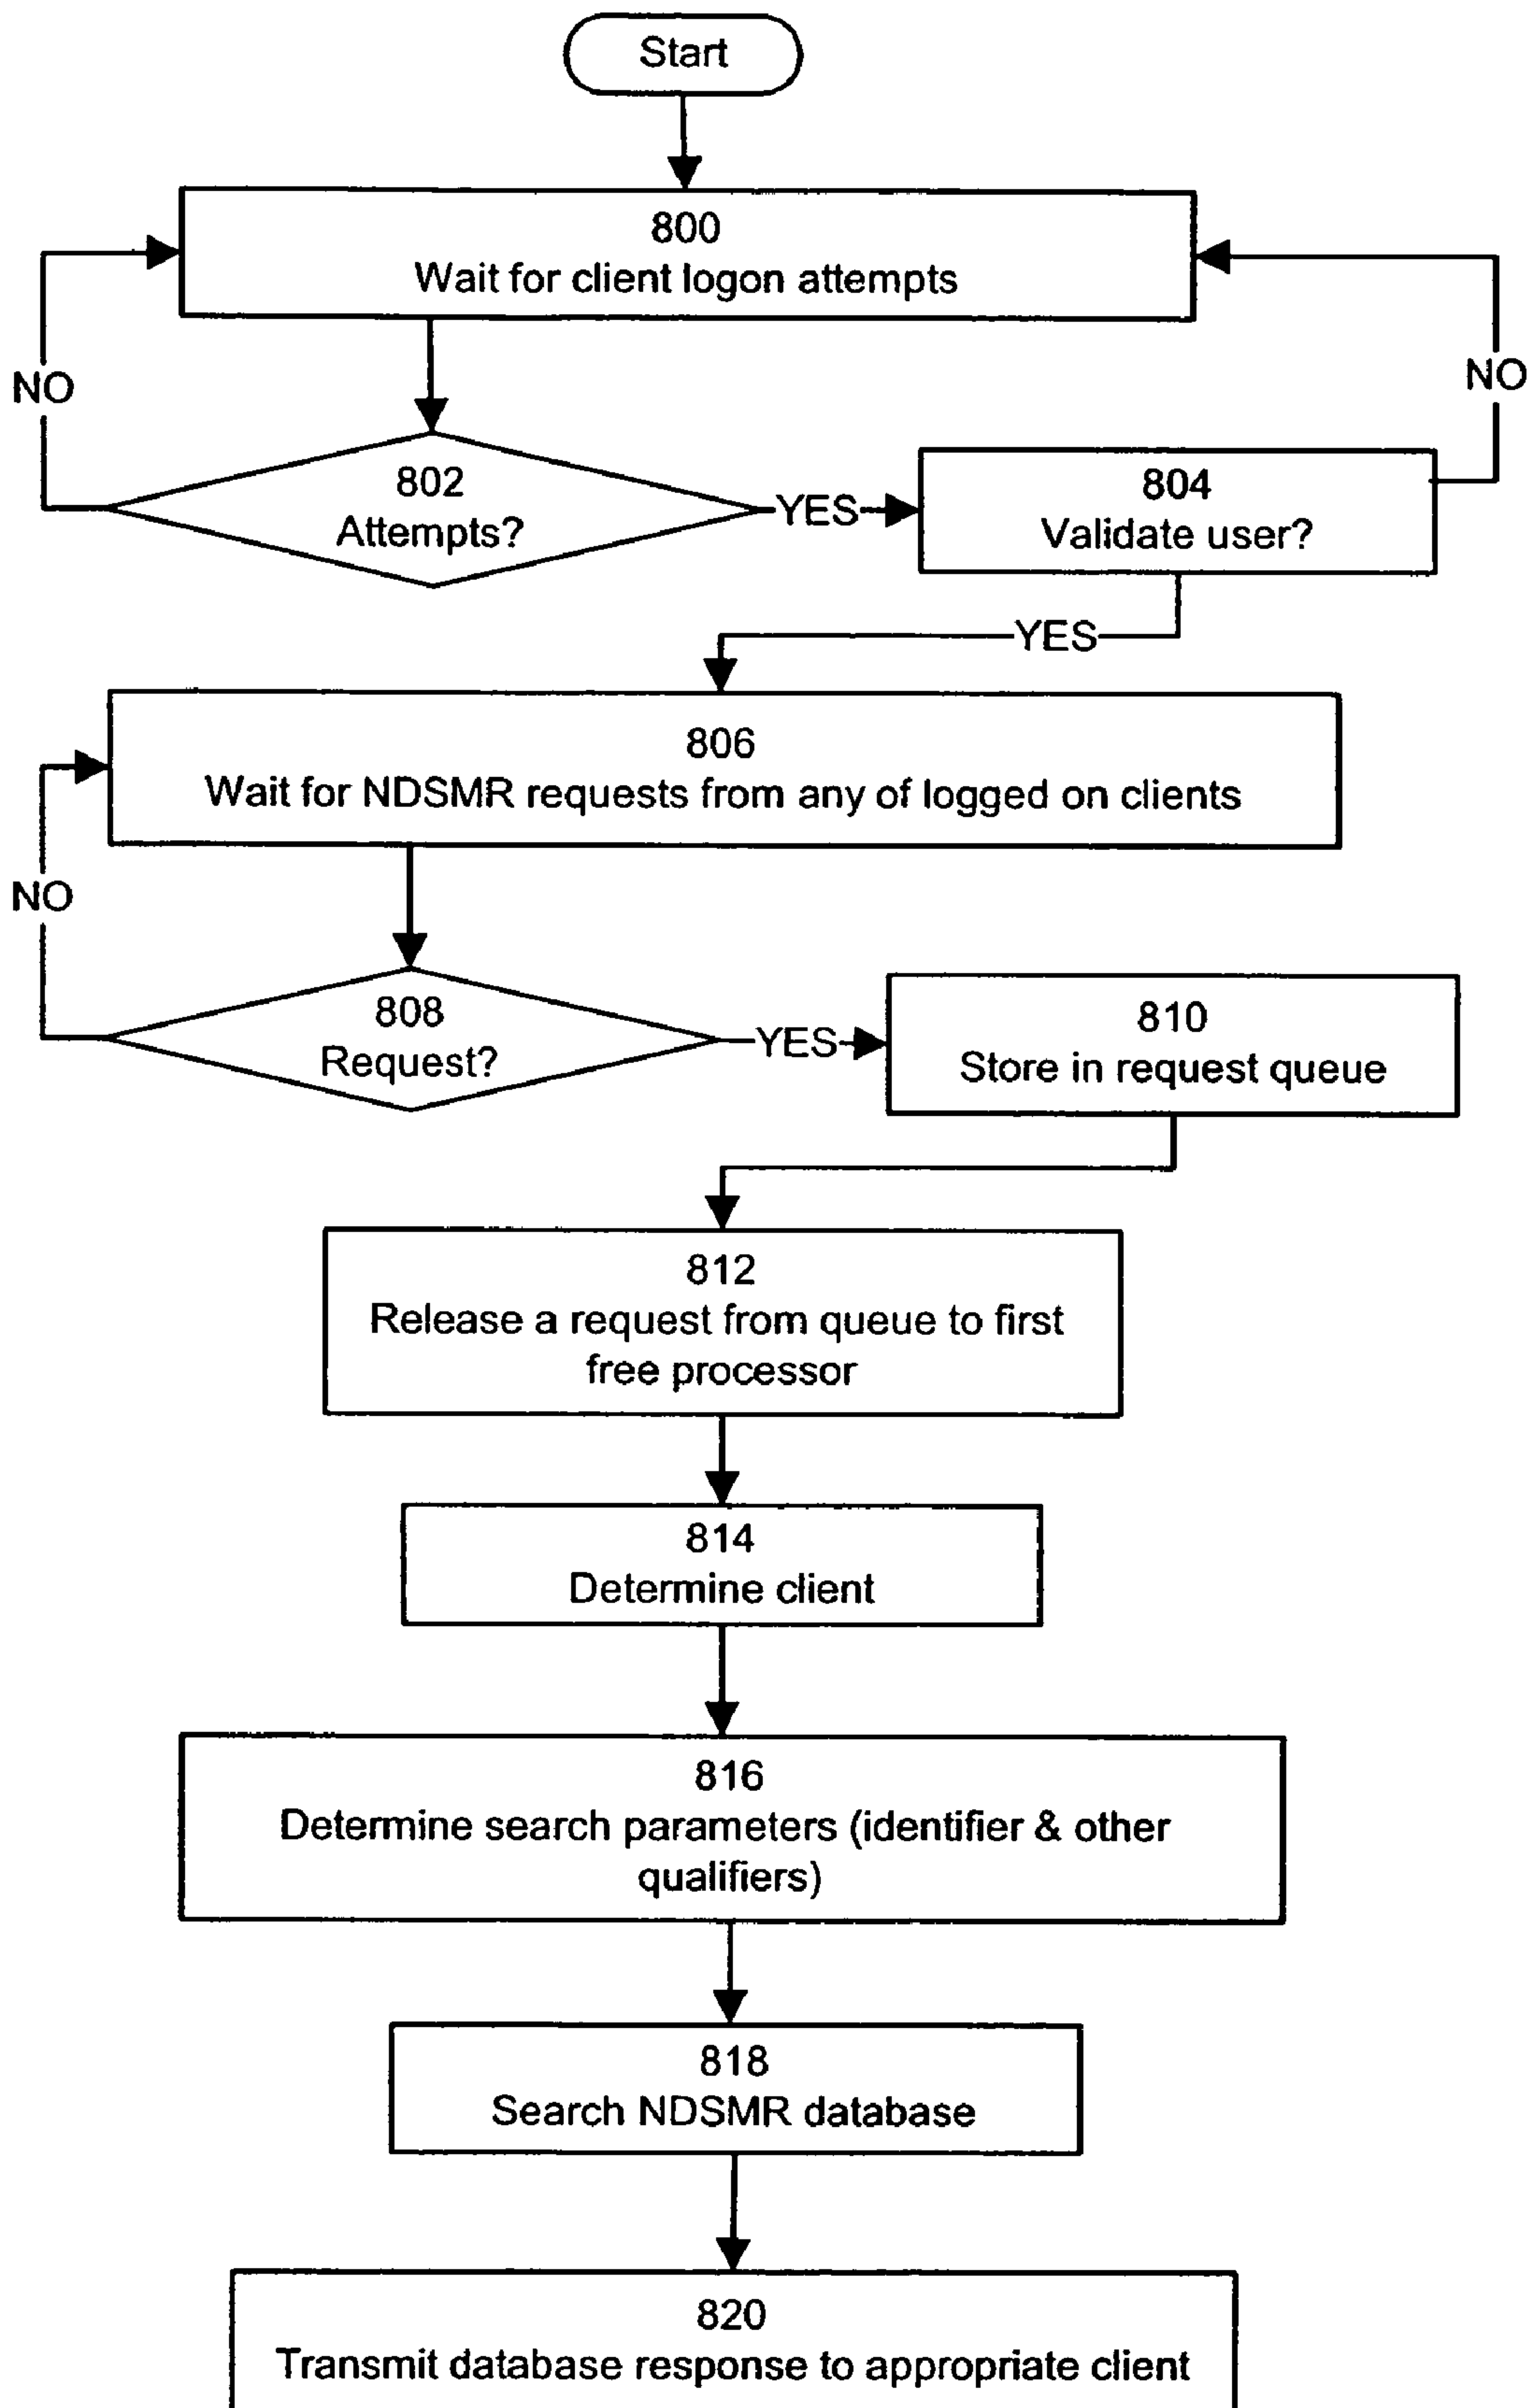 Start
800
Wait for client logon attempts
NO
NO
802
Attempts?
YES
804
Validate user?
YES
806
Wait for NDSMR requests from any of logged on clients
NO
808
Request?
YES
810
Store in request queue
812
Release a request from queue to first
free processor
814
Determine client
816
Determine search parameters (identifier & other
qualifiers)
818
Search NDSMR database
820
Transmit database response to appropriate client